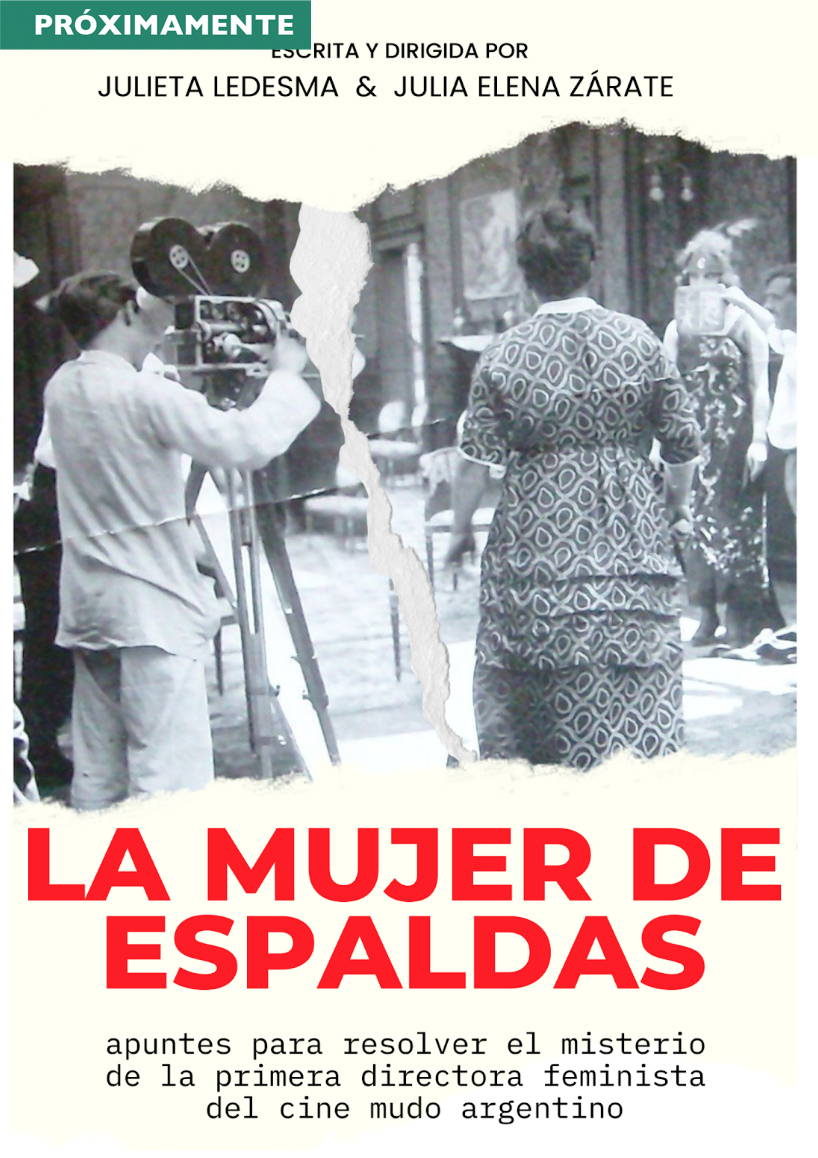 PRÓXIMAMENTE
ESCRITA Y DIRIGIDA POR
JULIETA LEDESMA & JULIA ELENA ZÁRATE
LA MUJER DE
ESPALDAS
apuntes para resolver el misterio
de la primera directora feminista
del cine mudo argentino